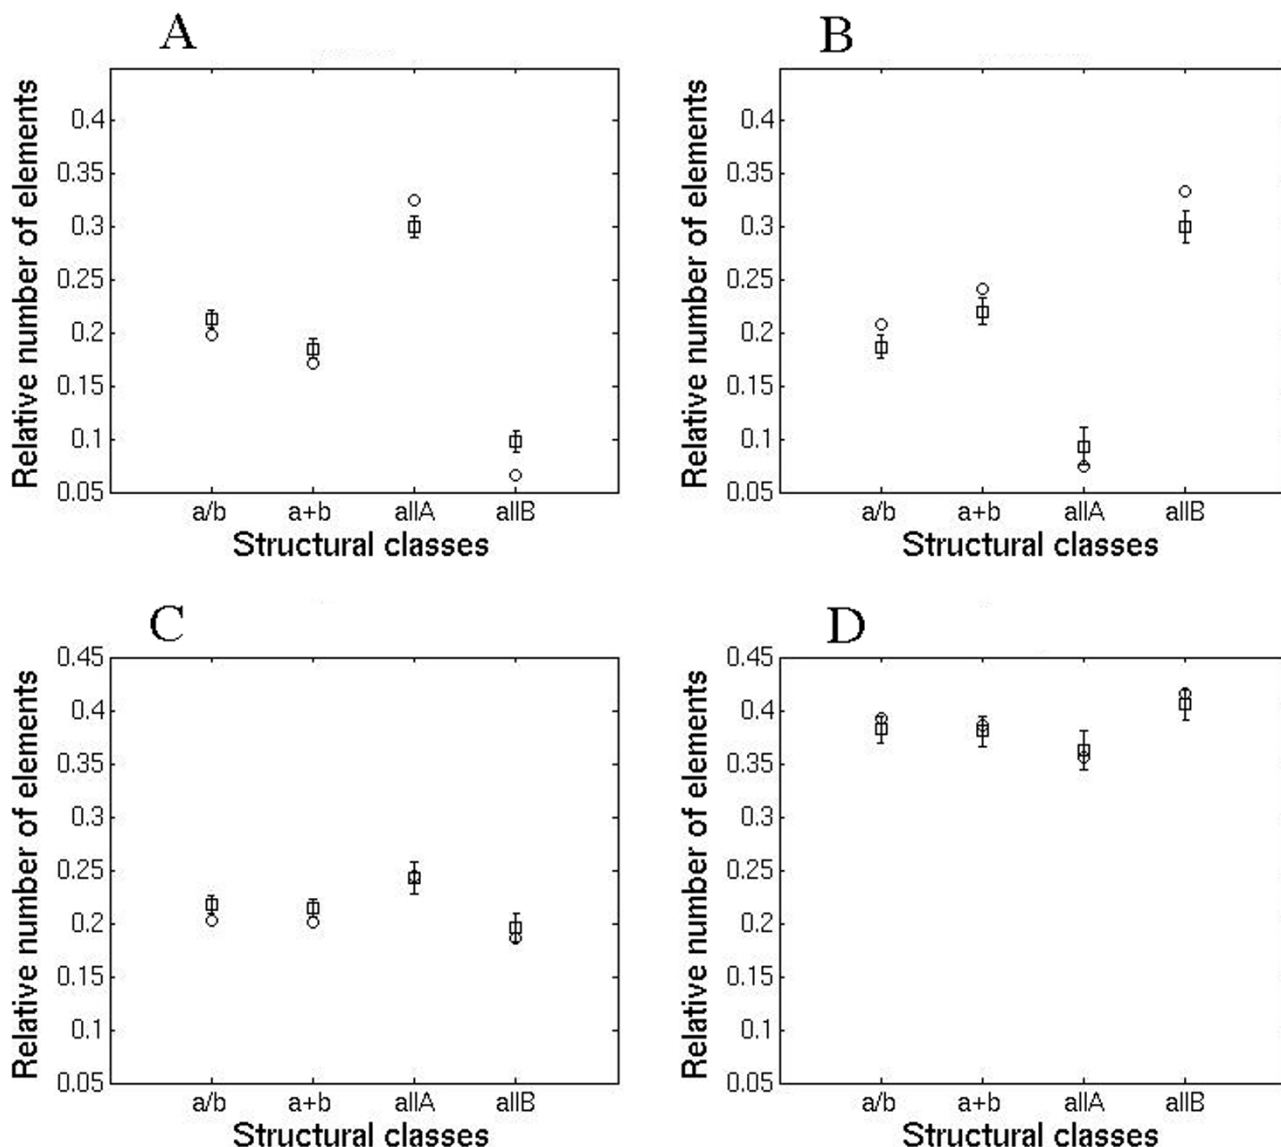 A
Relative number of elements
0.4
0.35
0.3
0.25
0.2
0.15
0.1
0.05
a/b a+b allA allB
Structural classes
B
Relative number of elements
0.4
0.35
0.3
0.25
0.2
0.15
0.1
0.05
a/b a+b allA allB
Structural classes
C
Relative number of elements
0.45
0.4
0.35
0.3
0.25
0.2
0.15
0.1
0.05
a/b a+b allA allB
Structural classes
D
Relative number of elements
0.45
0.4
0.35
0.3
0.25
0.2
0.15
0.1
0.05
a/b a+b allA allB
Structural classes